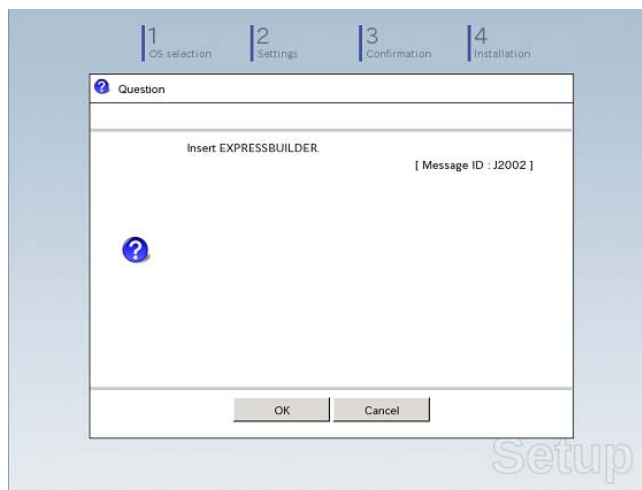 1
OS selection
2
Settings
3
Confirmation
4
Installation
Question
Insert EXPRESSBUILDER.
[ Message ID : J2002 ]
OK
Cancel
Setup